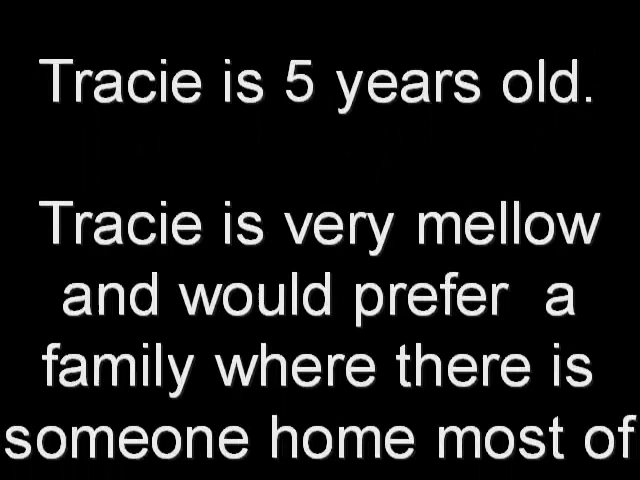 Tracie is 5 years old.
Tracie is very mellow
and would prefer  a
family where there is
someone home most of